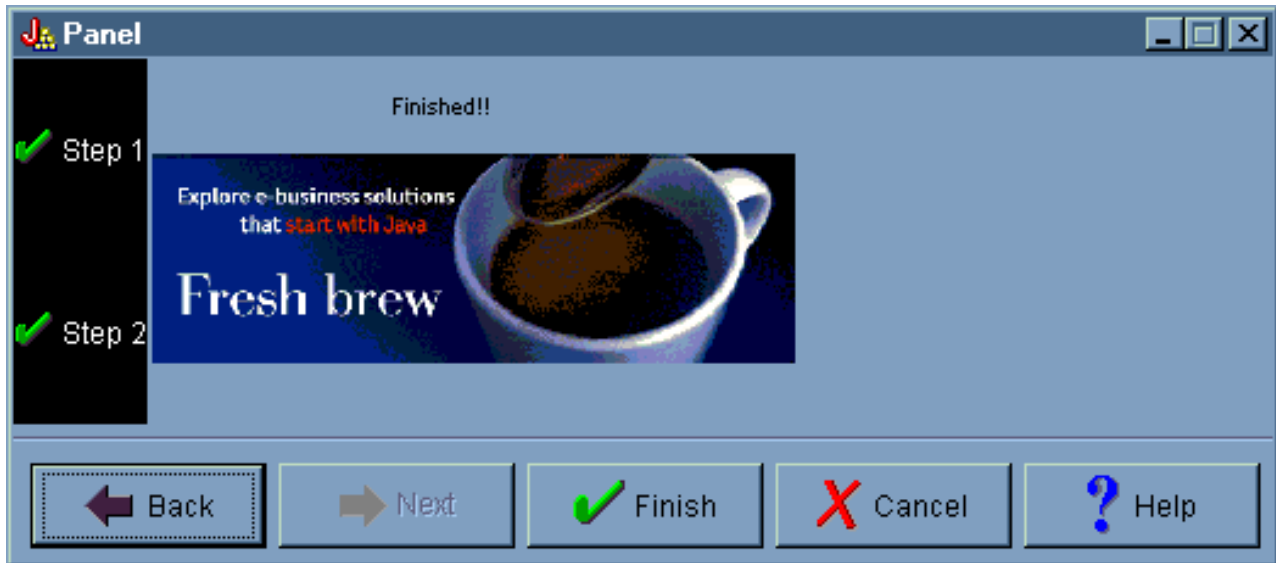 Panel
Finished!!
Step 1
Explore e-business solutions
that start with Java
Fresh brew
Step 2
Back
Next
Finish
Cancel
Help